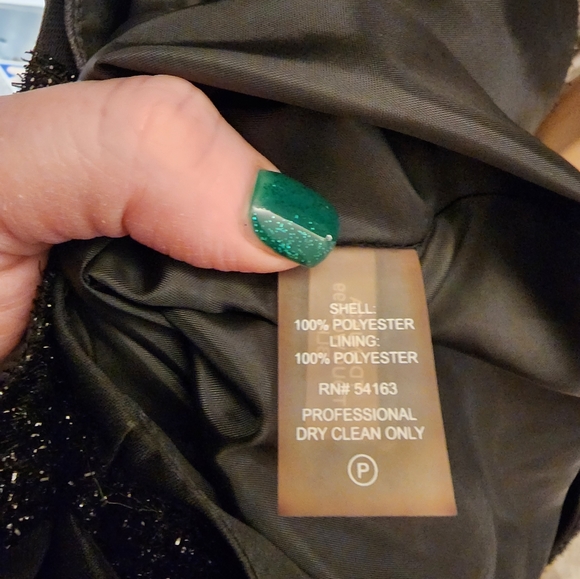 SHELL:
100% POLYESTER
LINING:
100% POLYESTER
RN# 54163
PROFESSIONAL
DRY CLEAN ONLY
P